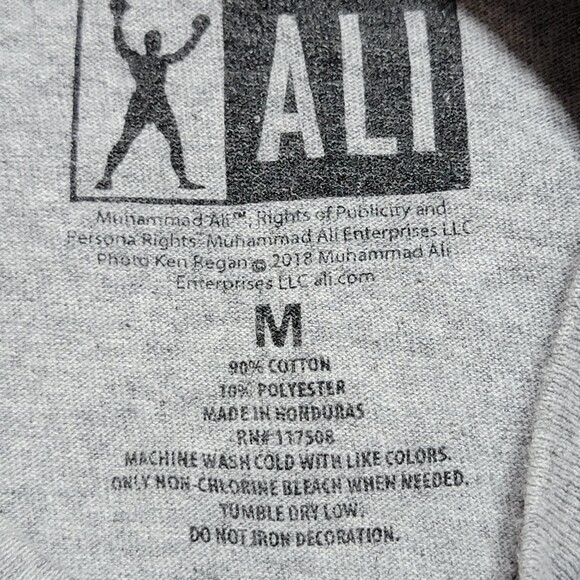 ALI
Muhammad Ali™, Rights of Publicity and
Persona Rights: Muhammad Ali Enterprises LLC
Photo Ken Regan © 2018 Muhammad Ali
Enterprises LLC ali.com
M
90% COTTON
10% POLYESTER
MADE IN HONDURAS
RN# 117508
MACHINE WASH COLD WITH LIKE COLORS.
ONLY NON-CHLORINE BLEACH WHEN NEEDED.
TUMBLE DRY LOW.
DO NOT IRON DECORATION.